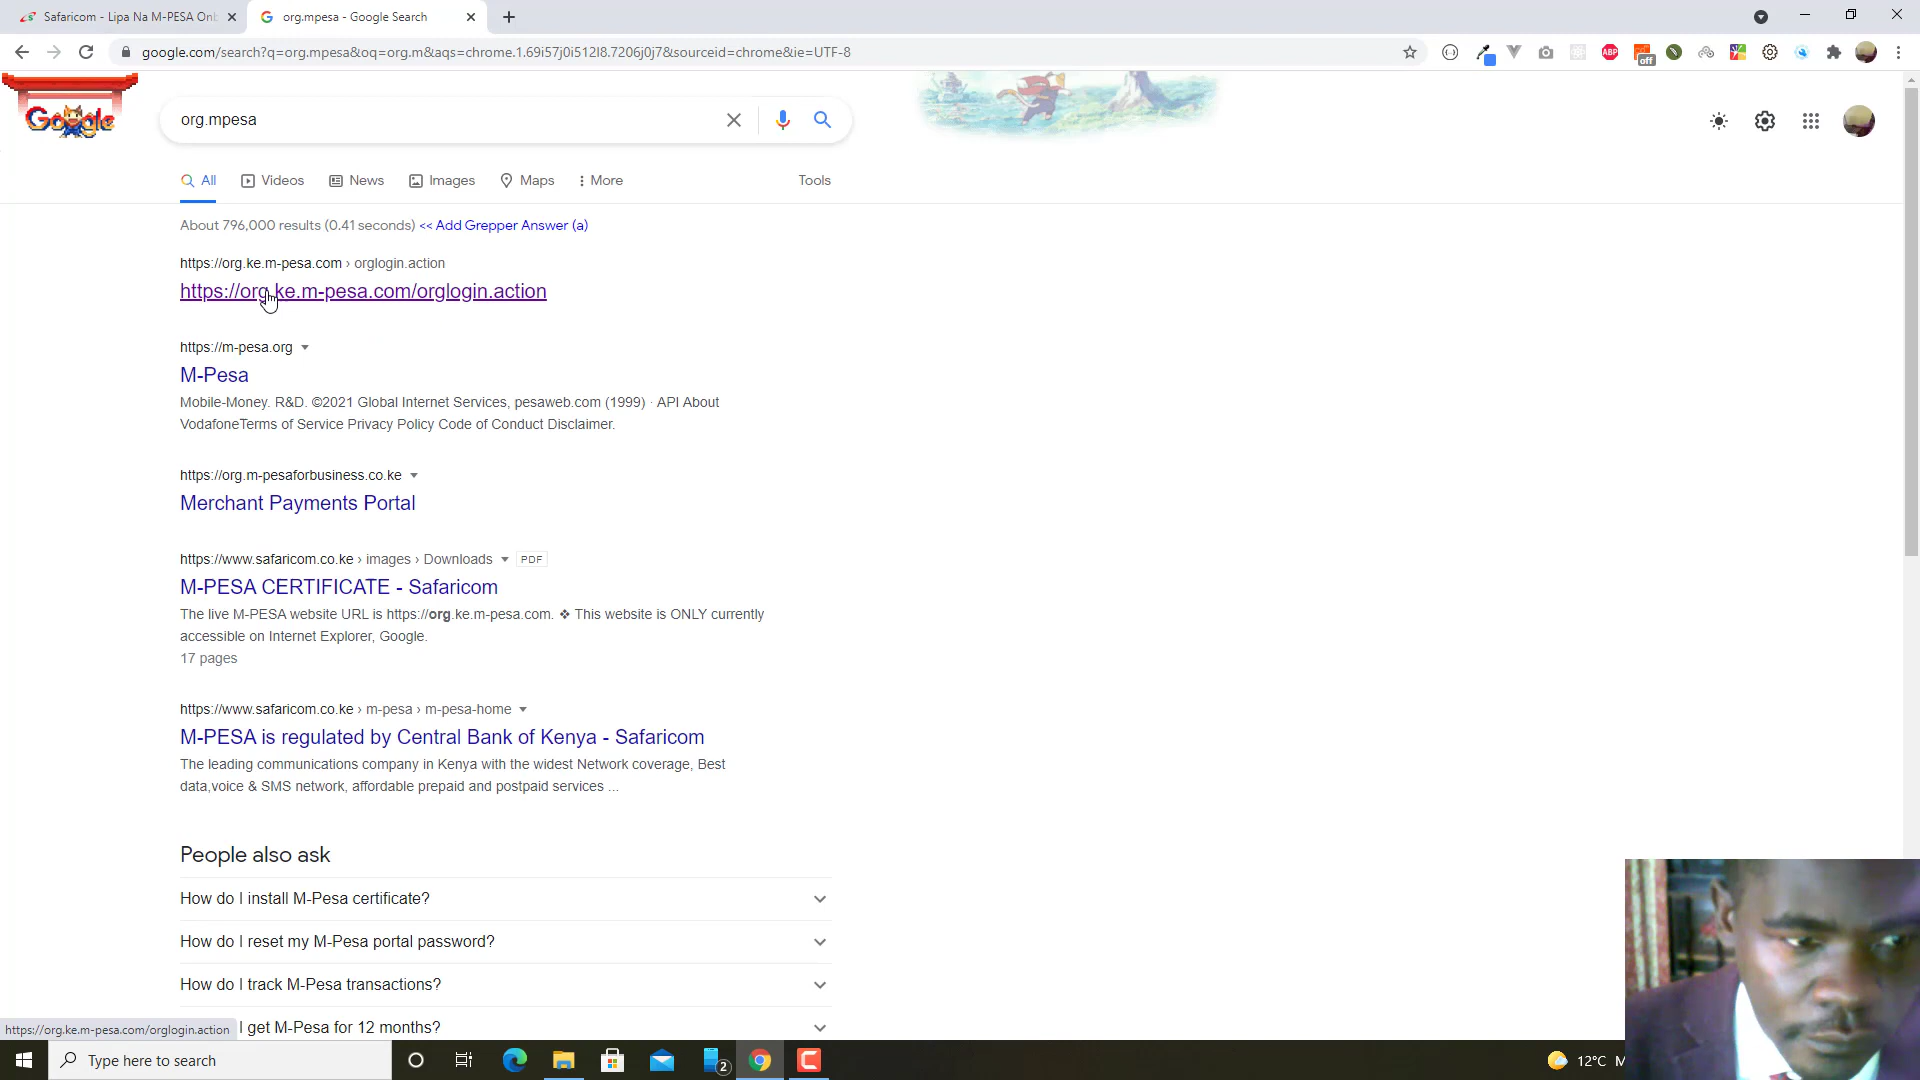 Safaricom - Lipa Na M-PESA Onl
org.mpesa - Google Search
google.com/search?q=org.mpesa&oq=org.m&aqs=chrome.1.69i57j0i512l8.7206j0j7&sourceid=chrome&ie=UTF-8
ABP
off
Google
org.mpesa
All
Videos
News
Images
Maps
More
Tools
About 796,000 results (0.41 seconds) << Add Grepper Answer (a)
https://org.ke.m-pesa.com › orglogin.action
https://org.ke.m-pesa.com/orglogin.action
https://m-pesa.org
M-Pesa
Mobile-Money. R&D. ©2021 Global Internet Services, pesaweb.com (1999) · API About
VodafoneTerms of Service Privacy Policy Code of Conduct Disclaimer.
https://org.m-pesaforbusiness.co.ke
Merchant Payments Portal
https://www.safaricom.co.ke › images › Downloads PDF
M-PESA CERTIFICATE - Safaricom
The live M-PESA website URL is https://org.ke.m-pesa.com. ❖ This website is ONLY currently
accessible on Internet Explorer, Google.
17 pages
https://www.safaricom.co.ke › m-pesa › m-pesa-home
M-PESA is regulated by Central Bank of Kenya - Safaricom
The leading communications company in Kenya with the widest Network coverage, Best
data,voice & SMS network, affordable prepaid and postpaid services ...
People also ask
How do I install M-Pesa certificate?
How do I reset my M-Pesa portal password?
How do I track M-Pesa transactions?
I get M-Pesa for 12 months?
https://org.ke.m-pesa.com/orglogin.action
Type here to search
2
12°C M